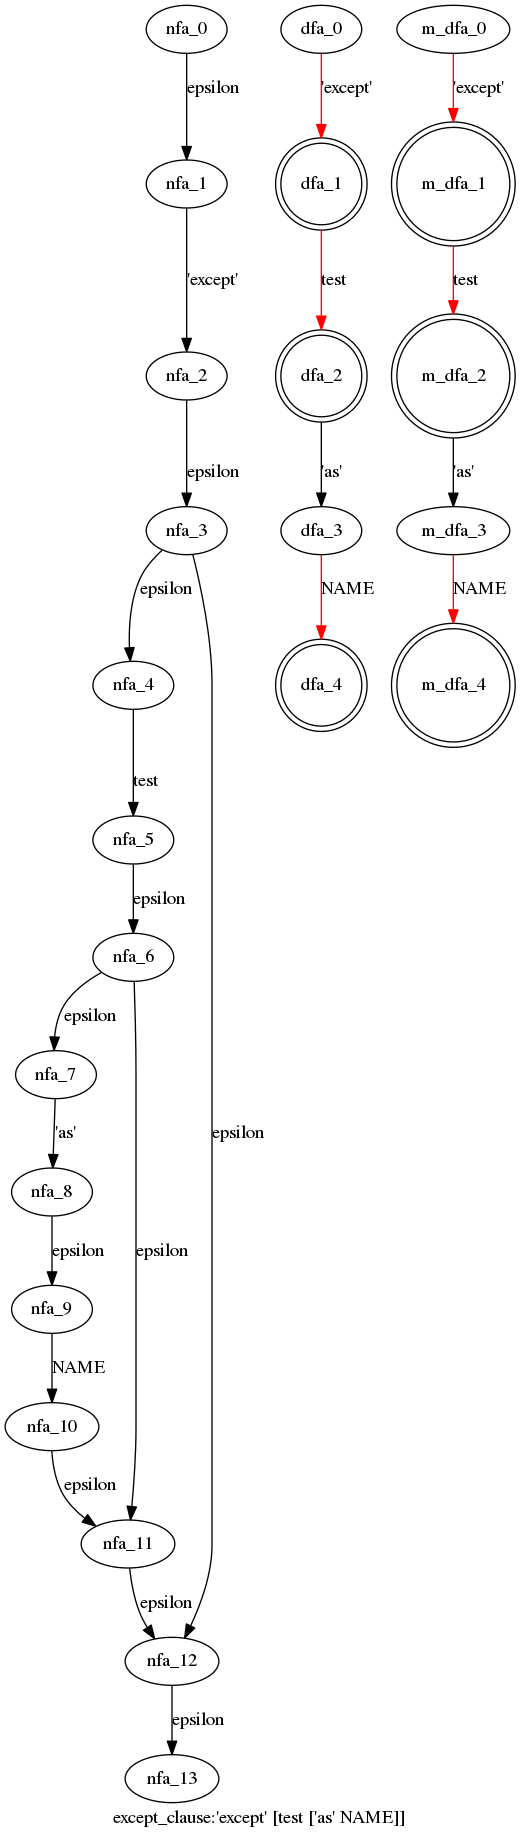 nfa_0 dfa_0 m_dfa_0
epsilon 'except' 'except'
nfa_1 dfa_1 m_dfa_1
'except' test test
nfa_2 dfa_2 m_dfa_2
epsilon 'as' 'as'
nfa_3 dfa_3 m_dfa_3
epsilon NAME NAME
nfa_4 dfa_4 m_dfa_4
test
nfa_5
epsilon
nfa_6
epsilon
nfa_7
'as' epsilon
nfa_8
epsilon epsilon
nfa_9
NAME
nfa_10
epsilon
nfa_11
epsilon
nfa_12
epsilon
nfa_13
except_clause:'except' [test ['as' NAME]]